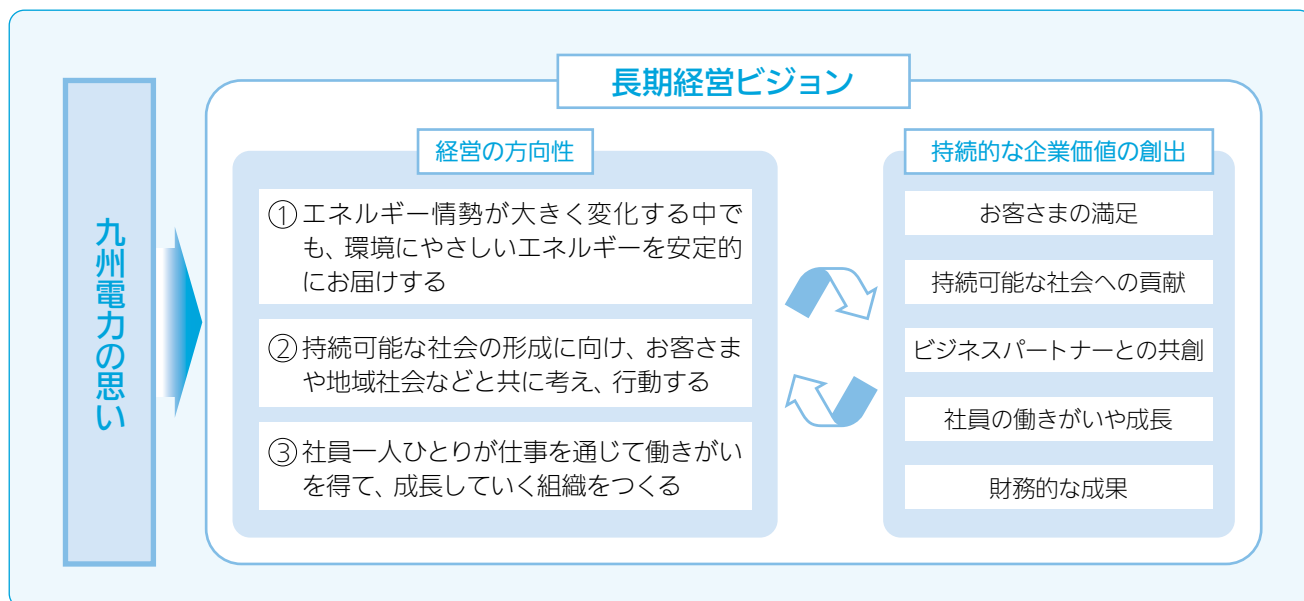 長期経営ビジョン
九州電力の思い
経営の方向性
①エネルギー情勢が大きく変化する中で
も、環境にやさしいエネルギーを安定的
にお届けする
②持続可能な社会の形成に向け、お客さま
や地域社会などと共に考え、行動する
③社員一人ひとりが仕事を通じて働きがい
を得て、成長していく組織をつくる
持続的な企業価値の創出
お客さまの満足
持続可能な社会への貢献
ビジネスパートナーとの共創
社員の働きがいや成長
財務的な成果